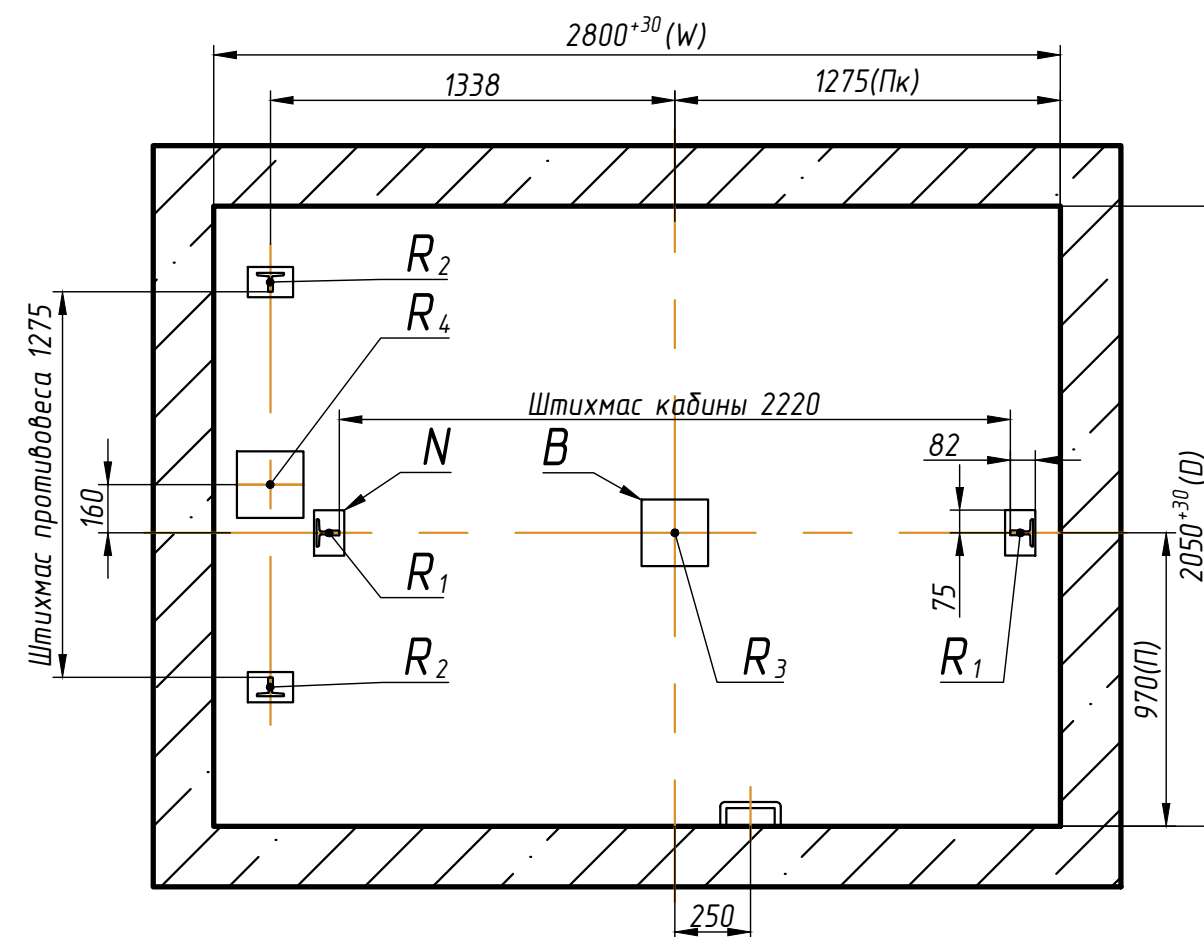 2800⁺³⁰(W)
1338
1275(Пк)
R₂
R₄
Штихмас противовеса 1275
Штихмас кабины 2220
N
B
82
160
2050⁺³⁰(D)
R₁
75
R₂
R₃
R₁
970(П)
250